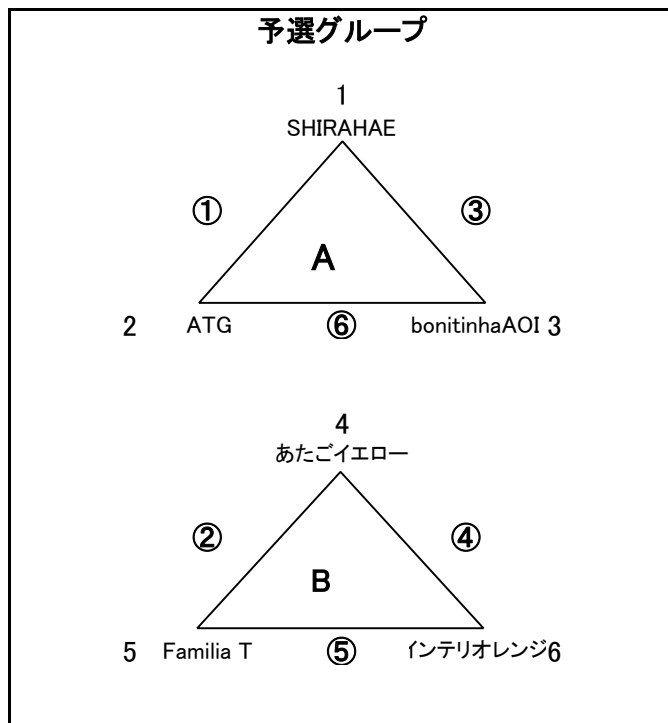 予選グループ
1
SHIRAHAE
① ③
A
2 ATG ⑥ bonitinhaAOI 3
4
あたごイエロー
② ④
B
5 Familia T ⑤ インテリオレンジ6